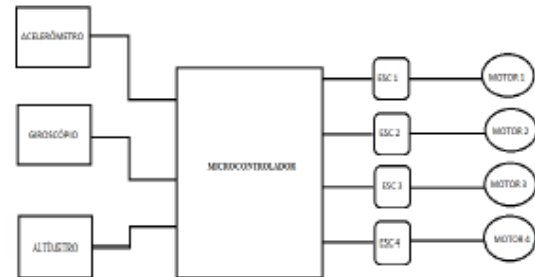 ACELERÔMETRO
GIROSCÓPIO
ALTÍMETRO
MICROCONTROLADOR
ESC 1
MOTOR 1
ESC 2
MOTOR 2
ESC 3
MOTOR 3
ESC 4
MOTOR 4